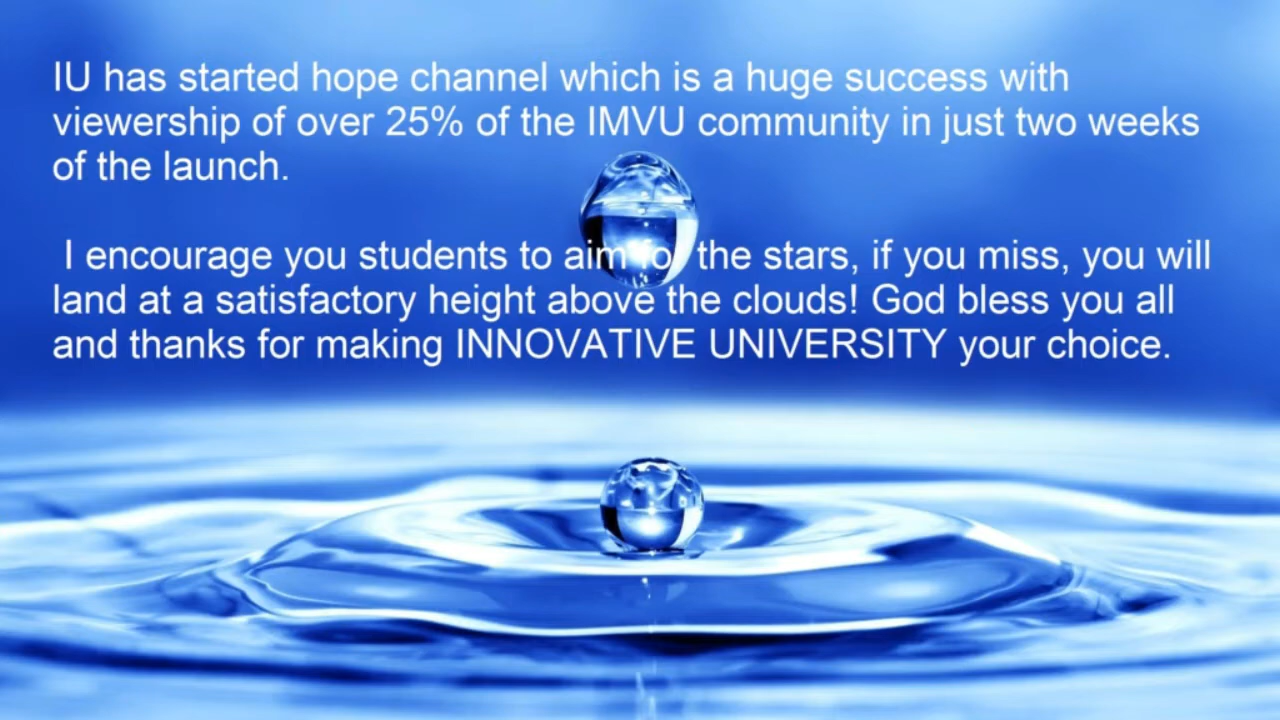 IU has started hope channel which is a huge success with
viewership of over 25% of the IMVU community in just two weeks
of the launch.
I encourage you students to aim for the stars, if you miss, you will
land at a satisfactory height above the clouds! God bless you all
and thanks for making INNOVATIVE UNIVERSITY your choice.